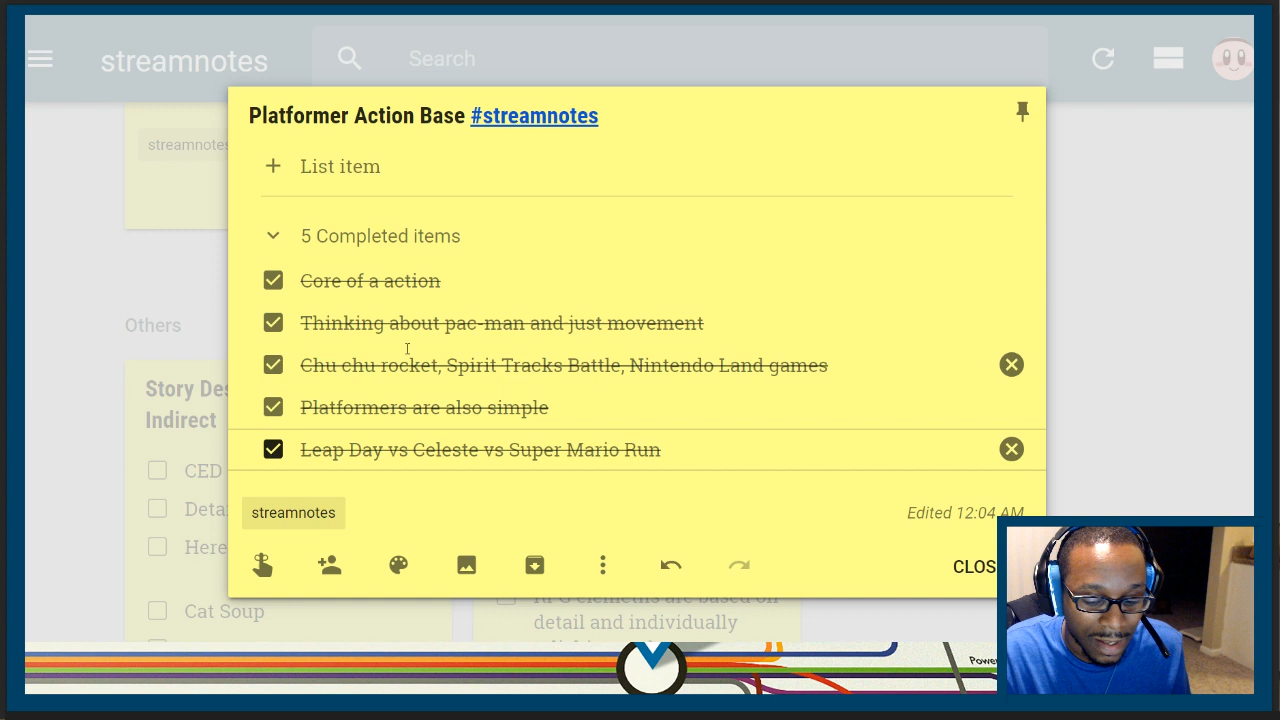 streamnotes
Search
Platformer Action Base #streamnotes
streamnotes
List item
5 Completed items
Core of a action
Thinking about pac-man and just movement
Chu chu rocket, Spirit Tracks Battle, Nintendo Land games
Platformers are also simple
Leap Day vs Celeste vs Super Mario Run
streamnotes
Edited 12:04 AM
CLOS
Others
Story Des
Indirect
CED
Deta
Here
Cat Soup
RPG elements are based on
detail and individually
Powe